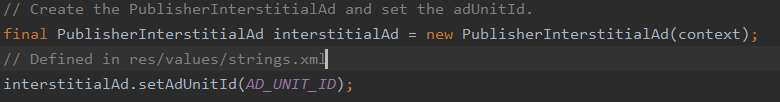 // Create the PublisherInterstitialAd and set the adUnitId.
final PublisherInterstitialAd interstitialAd = new PublisherInterstitialAd(context);
// Defined in res/values/strings.xml
interstitialAd.setAdUnitId(AD_UNIT_ID);